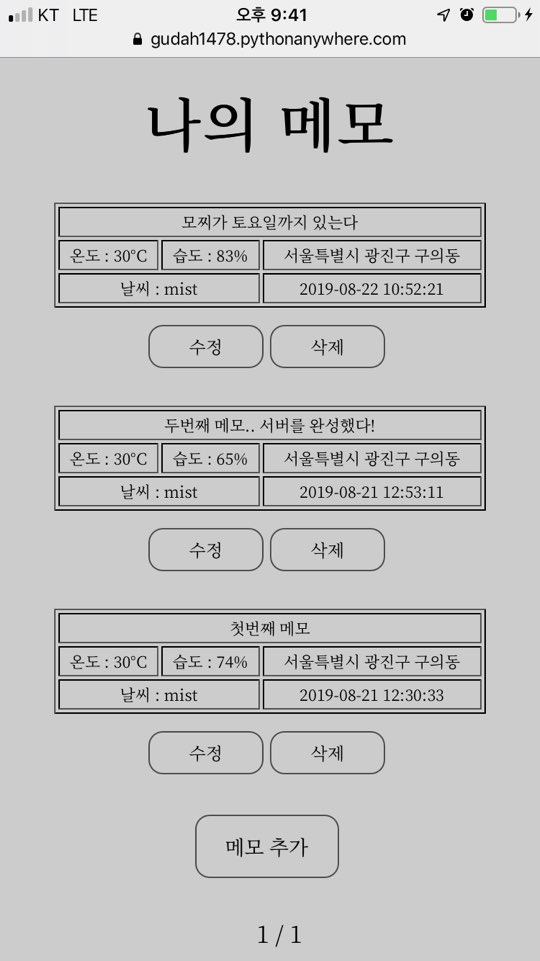 KT LTE 오후 9:41
gudah1478.pythonanywhere.com
나의 메모
모찌가 토요일까지 있는다
온도 : 30°C 습도 : 83% 서울특별시 광진구 구의동
날씨 : mist 2019-08-22 10:52:21
수정 삭제
두번째 메모.. 서버를 완성했다!
온도 : 30°C 습도 : 65% 서울특별시 광진구 구의동
날씨 : mist 2019-08-21 12:53:11
수정 삭제
첫번째 메모
온도 : 30°C 습도 : 74% 서울특별시 광진구 구의동
날씨 : mist 2019-08-21 12:30:33
수정 삭제
메모 추가
1 / 1